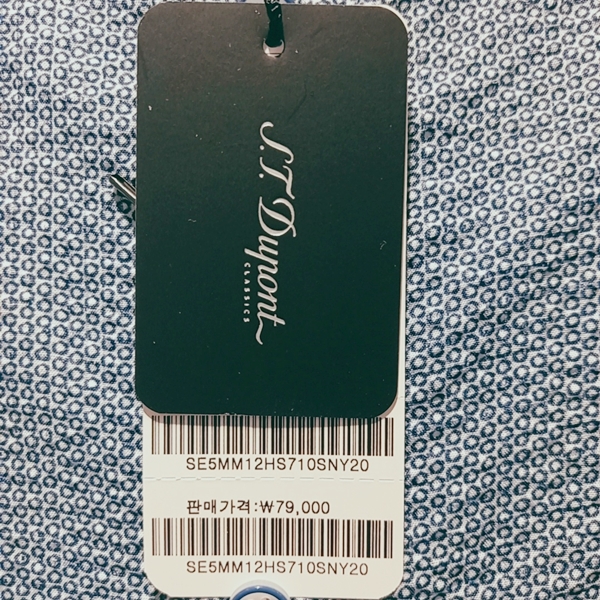 S.T. Dupont
CLASSICS
SE5MM12HS710SNY20
판매가격:₩79,000
SE5MM12HS710SNY20